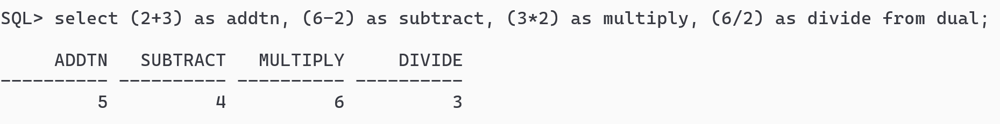 SQL> select (2+3) as addtn, (6-2) as subtract, (3*2) as multiply, (6/2) as divide from dual;
     ADDTN   SUBTRACT   MULTIPLY     DIVIDE
---------- ---------- ---------- ----------
         5          4          6          3